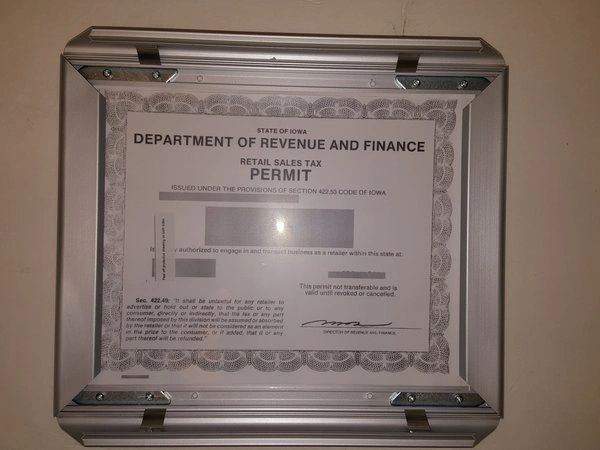 STATE OF IOWA
DEPARTMENT OF REVENUE AND FINANCE
RETAIL SALES TAX
PERMIT
ISSUED UNDER THE PROVISIONS OF SECTION 422.53 CODE OF IOWA
authorized to engage in and transact business as a retailer within this state at:
This permit not transferable and is
valid until revoked or cancelled.
Sec. 422.49: "It shall be unlawful for any retailer to
advertise or hold out or state to the public or to any
consumer, directly or indirectly, that the tax or any part
thereof imposed by this division will be assumed or absorbed
by the retailer or that it will not be considered as an element
in the price to the consumer, or if added, that it or any
part thereof will be refunded."
DIRECTOR OF REVENUE AND FINANCE